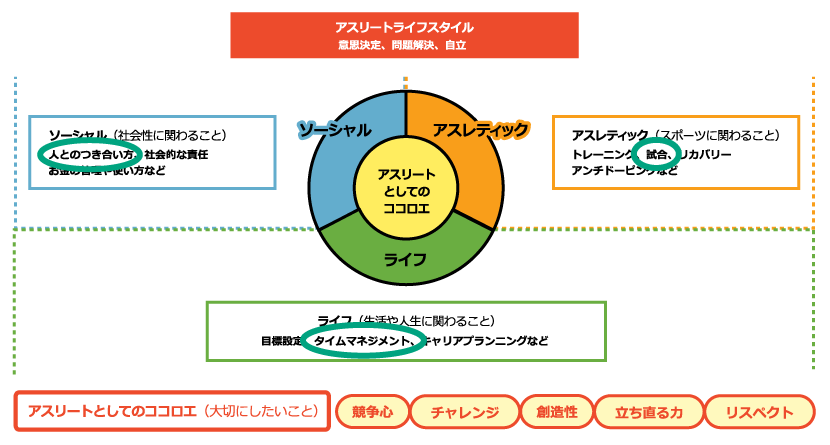 アスリートライフスタイル
意思決定、問題解決、自立
ソーシャル
アスレティック
アスリート
としての
ココロエ
ライフ
ソーシャル（社会性に関わること）
人とのつき合い方、社会的な責任
お金の管理や使い方など
アスレティック（スポーツに関わること）
トレーニング、試合、リカバリー
アンチドーピングなど
ライフ（生活や人生に関わること）
目標設定、タイムマネジメント、キャリアプランニングなど
アスリートとしてのココロエ（大切にしたいこと）
競争心
チャレンジ
創造性
立ち直る力
リスペクト